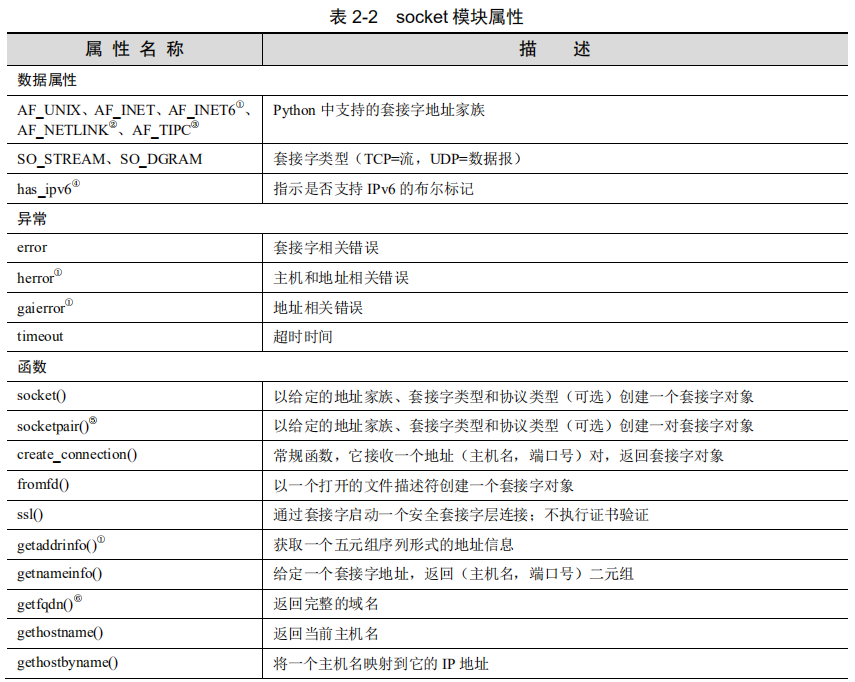 表 2-2 socket 模块属性
属 性 名 称 描 述
数据属性
AF_UNIX、AF_INET、AF_INET6①、 Python 中支持的套接字地址家族
AF_NETLINK②、AF_TIPC③
SO_STREAM、SO_DGRAM 套接字类型（TCP=流，UDP=数据报）
has_ipv6④ 指示是否支持 IPv6 的布尔标记
异常
error 套接字相关错误
herror① 主机和地址相关错误
gaierror① 地址相关错误
timeout 超时时间
函数
socket() 以给定的地址家族、套接字类型和协议类型（可选）创建一个套接字对象
socketpair()⑤ 以给定的地址家族、套接字类型和协议类型（可选）创建一对套接字对象
create_connection() 常规函数，它接收一个地址（主机名，端口号）对，返回套接字对象
fromfd() 以一个打开的文件描述符创建一个套接字对象
ssl() 通过套接字启动一个安全套接字层连接；不执行证书验证
getaddrinfo()① 获取一个五元组序列形式的地址信息
getnameinfo() 给定一个套接字地址，返回（主机名，端口号）二元组
getfqdn()⑥ 返回完整的域名
gethostname() 返回当前主机名
gethostbyname() 将一个主机名映射到它的 IP 地址